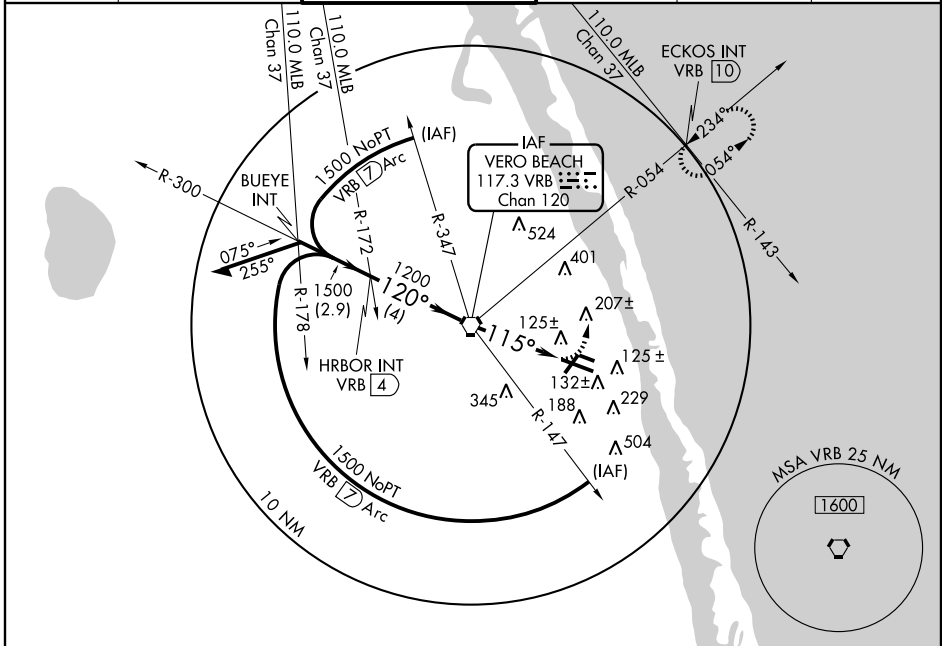 110.0 MLB
Chan 37
110.0 MLB
Chan 37
110.0 MLB
Chan 37
ECKOS INT
VRB 10
(IAF)
1500 NoPT
VRB 7 Arc
IAF
VERO BEACH
117.3 VRB
Chan 120
234°
054°
R-054
R-300
BUEYE
INT
R-172
R-347
R-143
524
401
075°
255°
1500
(2.9)
1200
120°
(4)
R-178
207±
125±
115°
125 ±
HRBOR INT
VRB 4
132±
345
188
229
R-147
504
(IAF)
1500 NoPT
VRB 7 Arc
10 NM
MSA VRB 25 NM
1600